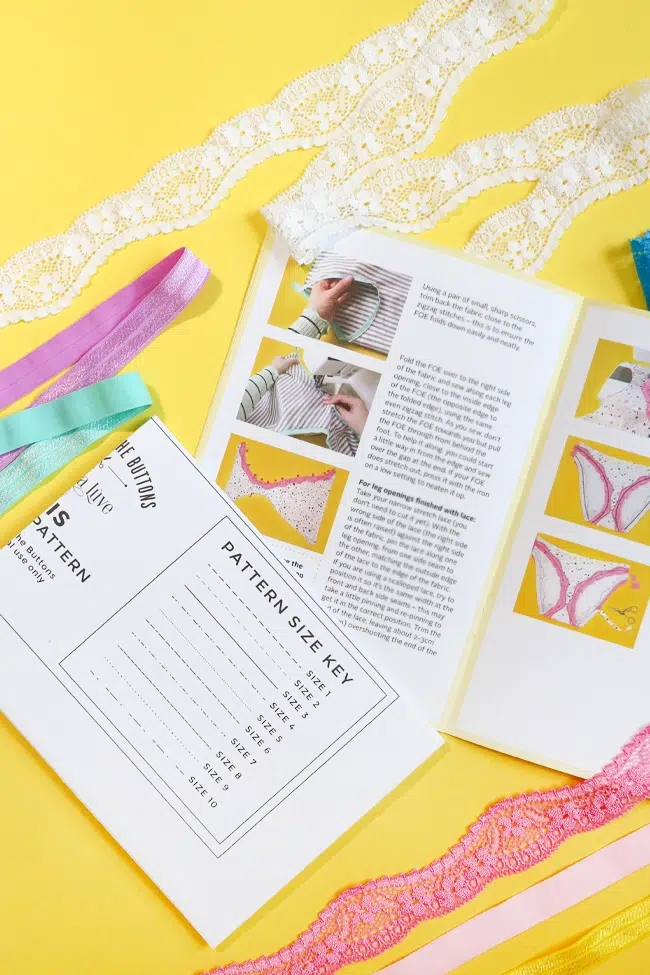 HE BUTTONS
luve
IS
PATTERN
he Buttons
use only
PATTERN SIZE KEY
SIZE 1
SIZE 2
SIZE 3
SIZE 4
SIZE 5
SIZE 6
SIZE 7
SIZE 8
SIZE 9
SIZE 10
Using a pair of small, sharp scissors,
trim back the fabric close to the
zigzag stitches – this is to ensure the
FOE folds down easily and neatly.
Fold the FOE over to the right side
of the fabric and sew along each leg
opening, close to the inside edge
of the FOE (the opposite edge to
the folded edge), using the same
even zigzag stitch. As you sew, don't
stretch the FOE towards you but pull
the FOE through from behind the
foot. To help it along, you could start
a little way in from the edge and sew
over the gap at the end. If your FOE
does stretch out, press it with the iron
on a low setting to neaten it up.
For leg openings finished with lace:
Take your narrow stretch lace (you
don't need to cut it yet). With the
wrong side of the lace (the right side
is often raised) against the right side
of the fabric, pin the lace along one
leg opening, from one side seam to
the other, matching the outside edge
of the lace to the edge of the fabric.
If you are using a scalloped lace, try to
position it so it's the same width at the
front and back side seams – this may
take a little pinning and re-pinning to
get it in the correct position. Trim the
end of the lace, leaving about 2–3cm
overshooting the end of the